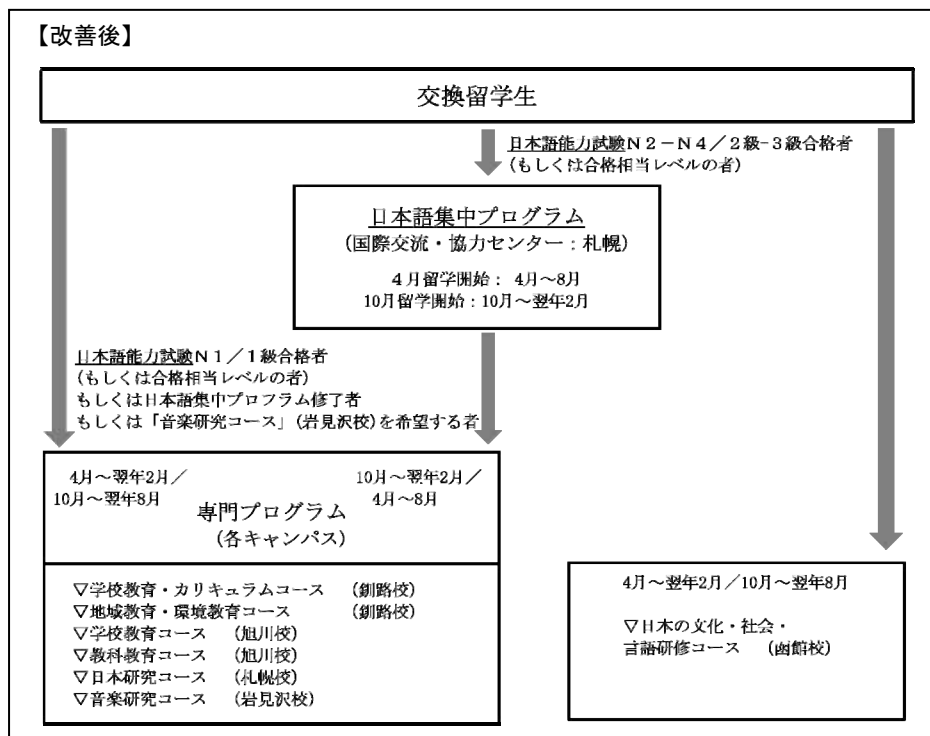 【改善後】
交換留学生
日本語能力試験N2－N4／2級-3級合格者
(もしくは合格相当レベルの者)
日本語集中プログラム
(国際交流・協力センター：札幌)
4月留学開始： 4月～8月
10月留学開始：10月～翌年2月
日本語能力試験N1／1級合格者
(もしくは合格相当レベルの者)
もしくは日本語集中プロフラム修了者
もしくは「音楽研究コース」(岩見沢校)を希望する者
4月～翌年2月／
10月～翌年8月
10月～翌年2月／
4月～8月
専門プログラム
(各キャンパス)
▽学校教育・カリキュラムコース (釧路校)
▽地域教育・環境教育コース (釧路校)
▽学校教育コース (旭川校)
▽教科教育コース (旭川校)
▽日本研究コース (札幌校)
▽音楽研究コース (岩見沢校)
4月～翌年2月／10月～翌年8月
▽日本の文化・社会・
言語研修コース (函館校)